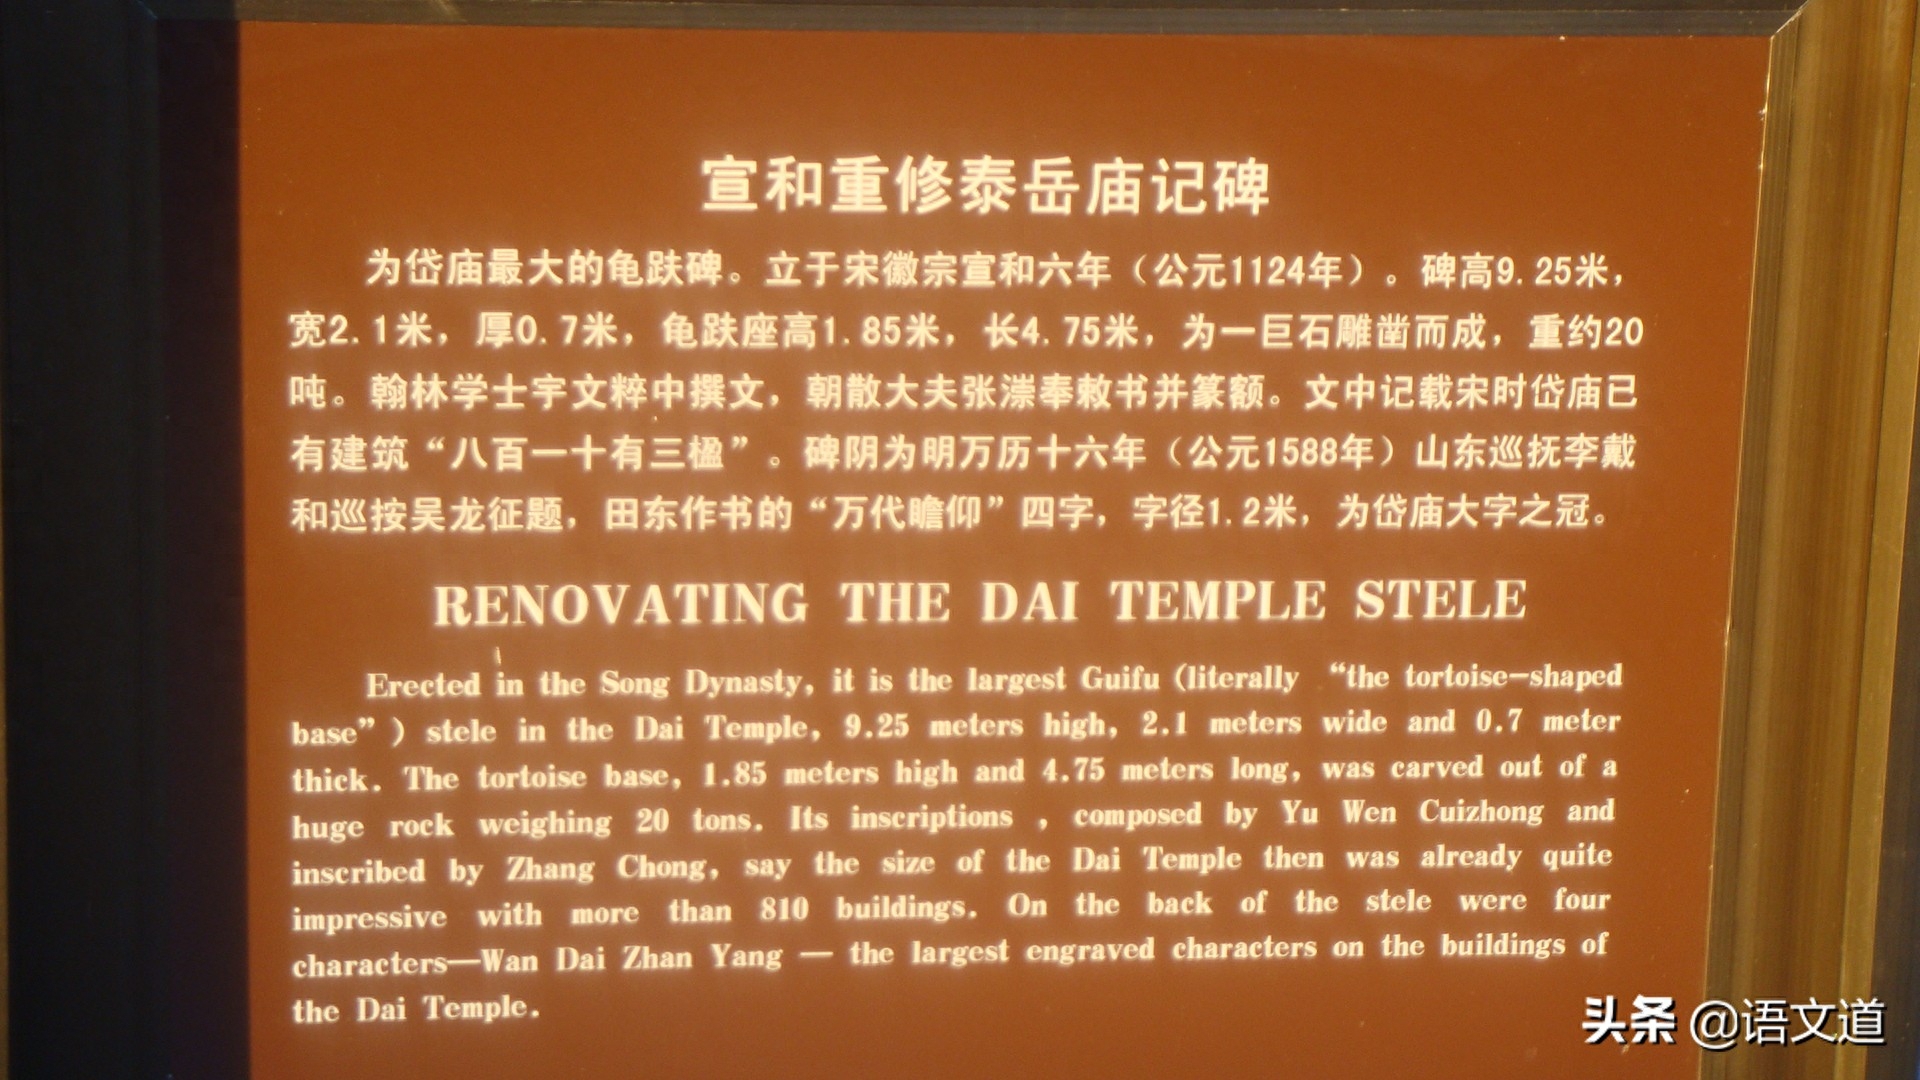 宣和重修泰岳庙记碑
为岱庙最大的龟趺碑。立于宋徽宗宣和六年（公元1124年）。碑高9.25米，
宽2.1米，厚0.7米，龟趺座高1.85米，长4.75米，为一巨石雕凿而成，重约20
吨。翰林学士宇文粹中撰文，朝散大夫张漴奉敕书并篆额。文中记载宋时岱庙已
有建筑“八百一十有三楹”。碑阴为明万历十六年（公元1588年）山东巡抚李戴
和巡按吴龙征题，田东作书的“万代瞻仰”四字，字径1.2米，为岱庙大字之冠。
RENOVATING THE DAI TEMPLE STELE
Erected in the Song Dynasty, it is the largest Guifu (literally “the tortoise-shaped
base”) stele in the Dai Temple, 9.25 meters high, 2.1 meters wide and 0.7 meter
thick. The tortoise base, 1.85 meters high and 4.75 meters long, was carved out of a
huge rock weighing 20 tons. Its inscriptions , composed by Yu Wen Cuizhong and
inscribed by Zhang Chong, say the size of the Dai Temple then was already quite
impressive with more than 810 buildings. On the back of the stele were four
characters—Wan Dai Zhan Yang — the largest engraved characters on the buildings of
the Dai Temple.
头条 @语文道